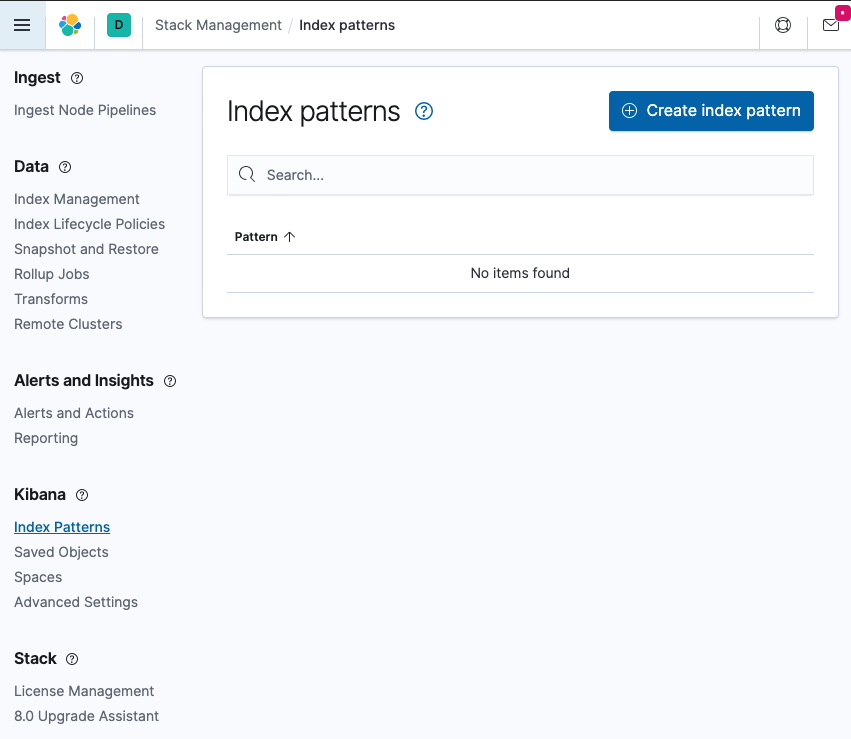 D Stack Management / Index patterns
Ingest
Ingest Node Pipelines
Data
Index Management
Index Lifecycle Policies
Snapshot and Restore
Rollup Jobs
Transforms
Remote Clusters
Alerts and Insights
Alerts and Actions
Reporting
Kibana
Index Patterns
Saved Objects
Spaces
Advanced Settings
Stack
License Management
8.0 Upgrade Assistant
Index patterns
Create index pattern
Search...
Pattern
No items found